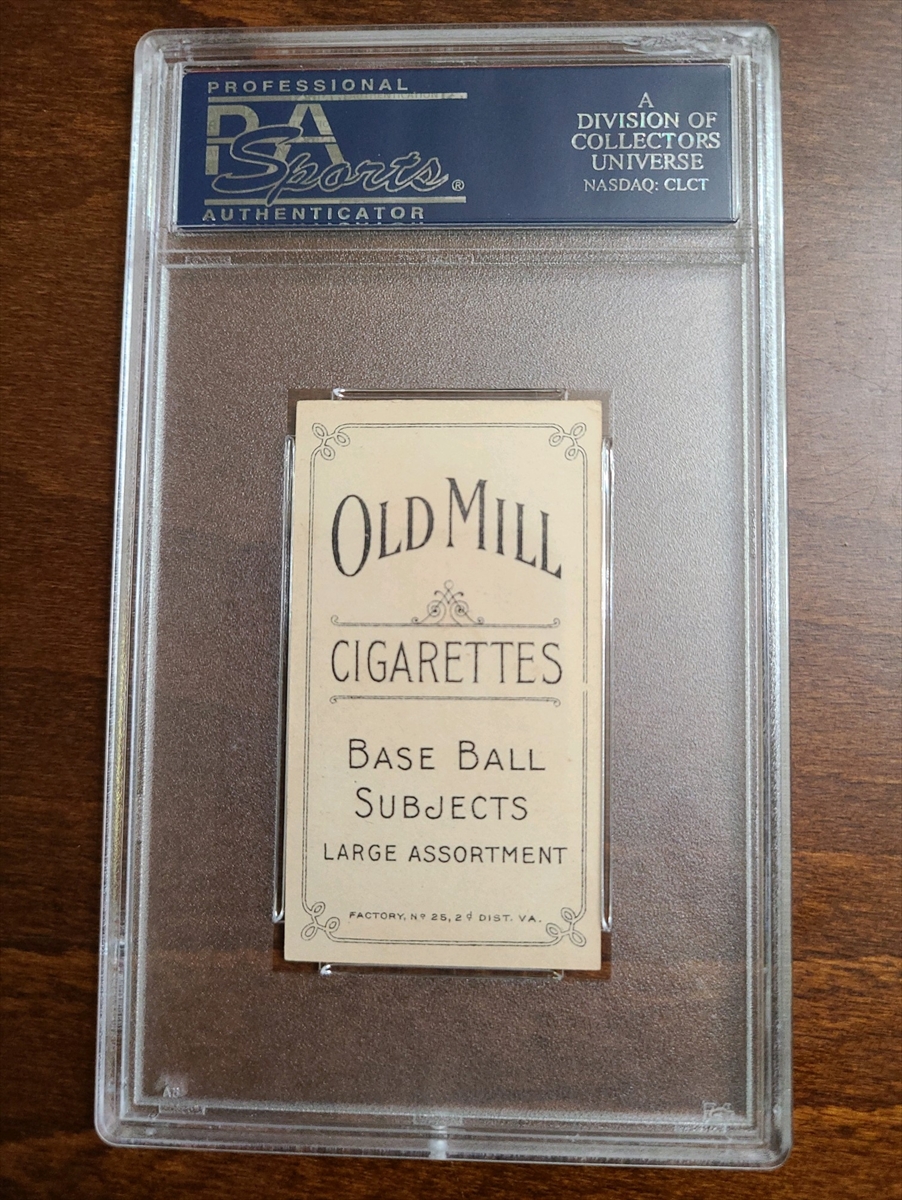 PROFESSIONAL
PSA
Sports®
AUTHENTICATOR
A
DIVISION OF
COLLECTORS
UNIVERSE
NASDAQ: CLCT
OLD MILL
CIGARETTES
BASE BALL
SUBJECTS
LARGE ASSORTMENT
FACTORY, Nº 25, 2ᵈ DIST. VA.